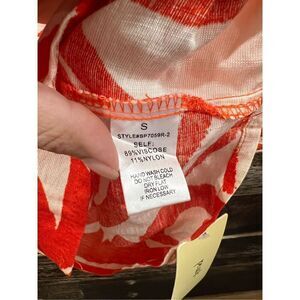 S
STYLE#BP7059R-2
SELF:
89%VISCOSE
11%NYLON
HAND WASH COLD
DO NOT BLEACH
DRY FLAT
IRON LOW
IF NECESSARY